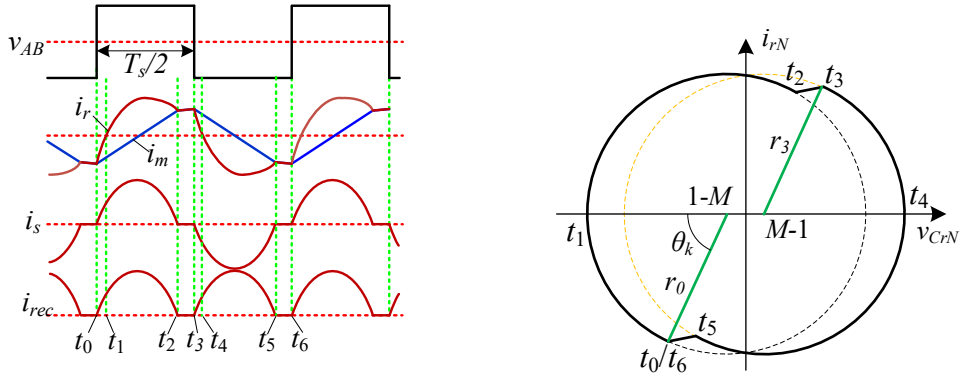 v_AB
T_s/2
i_r
i_m
i_s
i_rec
t_0 t_1 t_2 t_3 t_4 t_5 t_6
i_rN
t_2 t_3
r_3
1-M
t_4
t_1
M-1
v_CrN
θ_k
r_0
t_5
t_0/t_6